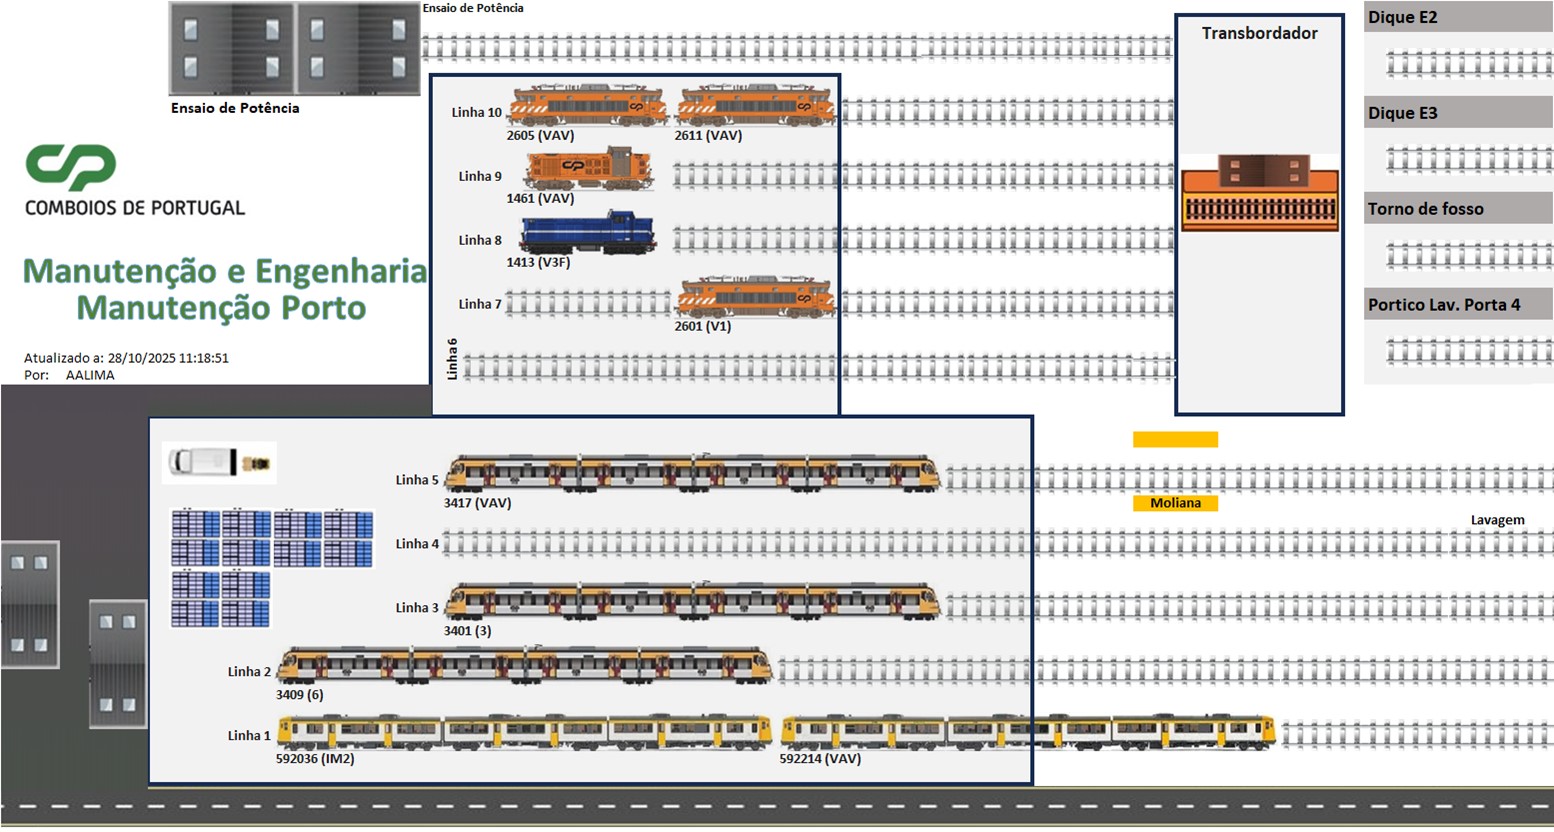 Ensaio de Potência
Ensaio de Potência
COMBOIOS DE PORTUGAL
Manutenção e Engenharia
Manutenção Porto
Atualizado a: 28/10/2025 11:18:51
Por: AALIMA
Linha 10
2605 (VAV)
2611 (VAV)
Linha 9
1461 (VAV)
Linha 8
1413 (V3F)
Linha 7
2601 (V1)
Linha 6
Transbordador
Dique E2
Dique E3
Torno de fosso
Portico Lav. Porta 4
Linha 5
3417 (VAV)
Moliana
Lavagem
Linha 4
Linha 3
3401 (3)
Linha 2
3409 (6)
Linha 1
592036 (IM2)
592214 (VAV)